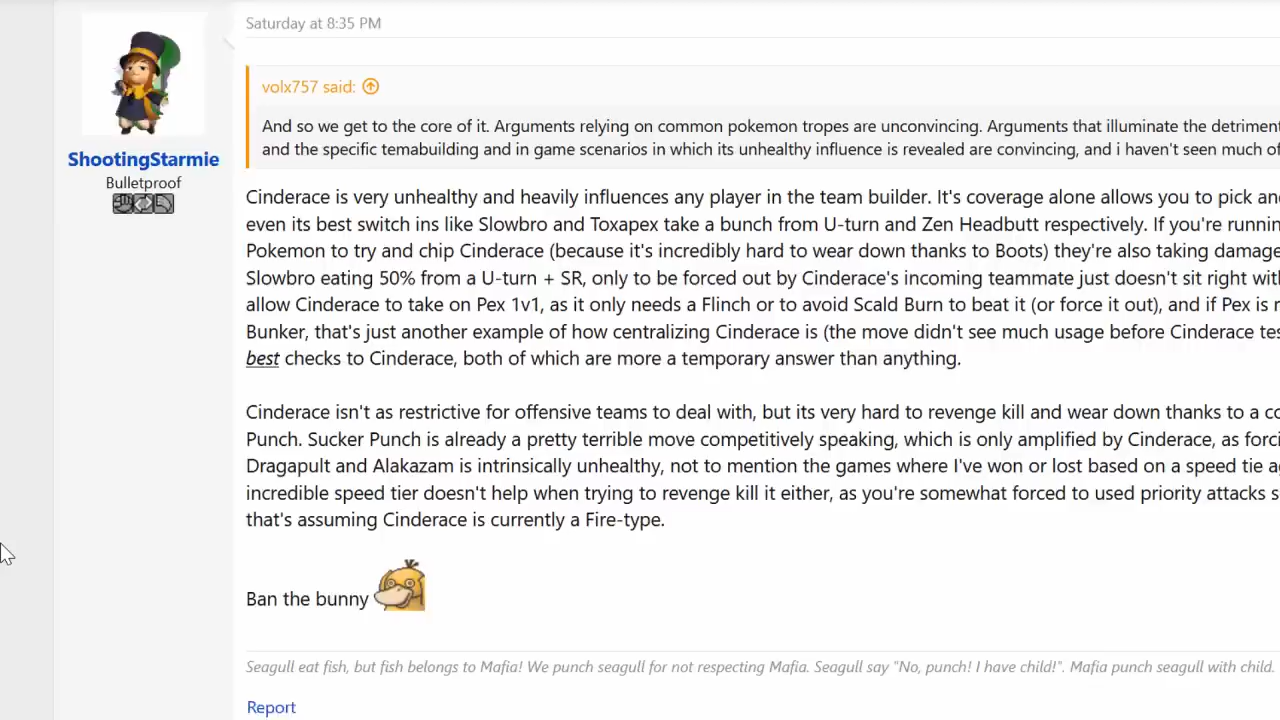 Saturday at 8:35 PM
volx757 said:
And so we get to the core of it. Arguments relying on common pokemon tropes are unconvincing. Arguments that illuminate the detriment
and the specific temabuilding and in game scenarios in which its unhealthy influence is revealed are convincing, and i haven't seen much of
ShootingStarmie
Bulletproof
Cinderace is very unhealthy and heavily influences any player in the team builder. It's coverage alone allows you to pick an
even its best switch ins like Slowbro and Toxapex take a bunch from U-turn and Zen Headbutt respectively. If you're runnin
Pokemon to try and chip Cinderace (because it's incredibly hard to wear down thanks to Boots) they're also taking damage
Slowbro eating 50% from a U-turn + SR, only to be forced out by Cinderace's incoming teammate just doesn't sit right wit
allow Cinderace to take on Pex 1v1, as it only needs a Flinch or to avoid Scald Burn to beat it (or force it out), and if Pex is r
Bunker, that's just another example of how centralizing Cinderace is (the move didn't see much usage before Cinderace tes
best checks to Cinderace, both of which are more a temporary answer than anything.
Cinderace isn't as restrictive for offensive teams to deal with, but its very hard to revenge kill and wear down thanks to a co
Punch. Sucker Punch is already a pretty terrible move competitively speaking, which is only amplified by Cinderace, as forci
Dragapult and Alakazam is intrinsically unhealthy, not to mention the games where I've won or lost based on a speed tie ag
incredible speed tier doesn't help when trying to revenge kill it either, as you're somewhat forced to used priority attacks s
that's assuming Cinderace is currently a Fire-type.
Ban the bunny
Seagull eat fish, but fish belongs to Mafia! We punch seagull for not respecting Mafia. Seagull say "No, punch! I have child!". Mafia punch seagull with child.
Report